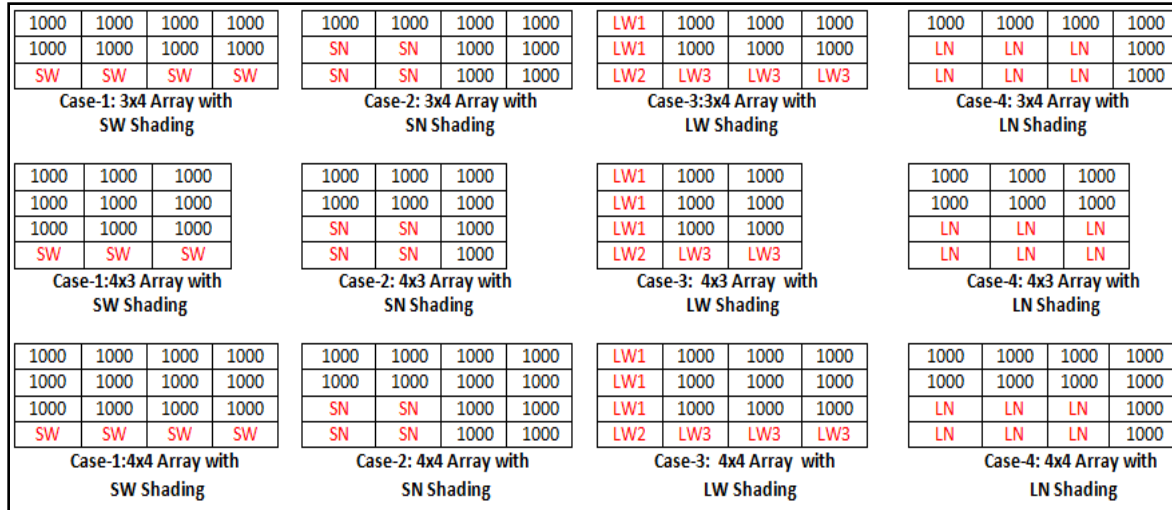 1000 1000 1000 1000
1000 1000 1000 1000
SW SW SW SW
Case-1: 3x4 Array with
SW Shading
1000 1000 1000 1000
SN SN 1000 1000
SN SN 1000 1000
Case-2: 3x4 Array with
SN Shading
LW1 1000 1000 1000
LW1 1000 1000 1000
LW2 LW3 LW3 LW3
Case-3:3x4 Array with
LW Shading
1000 1000 1000 1000
LN LN LN 1000
LN LN LN 1000
Case-4: 3x4 Array with
LN Shading
1000 1000 1000
1000 1000 1000
1000 1000 1000
SW SW SW
Case-1:4x3 Array with
SW Shading
1000 1000 1000
1000 1000 1000
SN SN 1000
SN SN 1000
Case-2: 4x3 Array with
SN Shading
LW1 1000 1000
LW1 1000 1000
LW1 1000 1000
LW2 LW3 LW3
Case-3: 4x3 Array with
LW Shading
1000 1000 1000
1000 1000 1000
LN LN LN
LN LN LN
Case-4: 4x3 Array with
LN Shading
1000 1000 1000 1000
1000 1000 1000 1000
1000 1000 1000 1000
SW SW SW SW
Case-1:4x4 Array with
SW Shading
1000 1000 1000 1000
1000 1000 1000 1000
SN SN 1000 1000
SN SN 1000 1000
Case-2: 4x4 Array with
SN Shading
LW1 1000 1000 1000
LW1 1000 1000 1000
LW1 1000 1000 1000
LW2 LW3 LW3 LW3
Case-3: 4x4 Array with
LW Shading
1000 1000 1000 1000
1000 1000 1000 1000
LN LN LN 1000
LN LN LN 1000
Case-4: 4x4 Array with
LN Shading